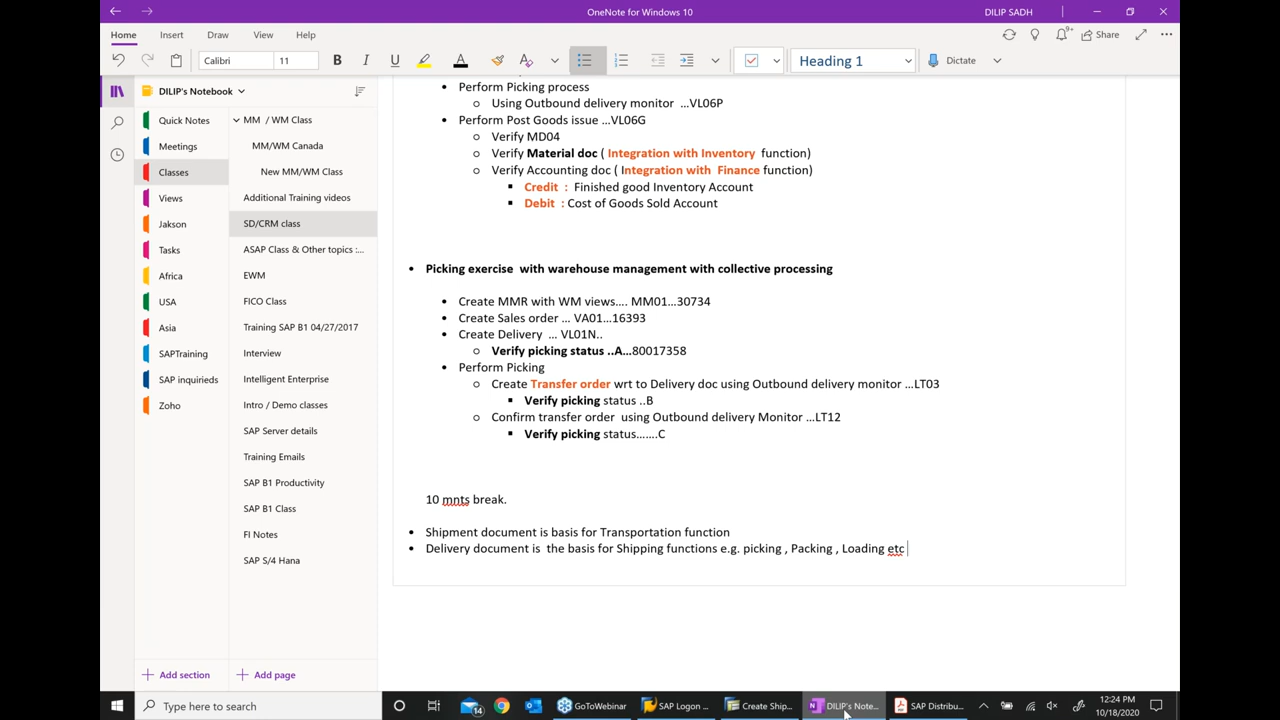 OneNote for Windows 10
DILIP SADH
Home Insert Draw View Help
Share
Calibri 11 B I U A Heading 1 Dictate
DILIP's Notebook
Quick Notes
Meetings
Classes
Views
Jakson
Tasks
Africa
USA
Asia
SAPTraining
SAP inquirieds
Zoho
MM / WM Class
MM/WM Canada
New MM/WM Class
Additional Training videos
SD/CRM class
ASAP Class & Other topics :...
EWM
FICO Class
Training SAP B1 04/27/2017
Interview
Intelligent Enterprise
Intro / Demo classes
SAP Server details
Training Emails
SAP B1 Productivity
SAP B1 Class
FI Notes
SAP S/4 Hana
Add section
Add page
• Perform Picking process
o Using Outbound delivery monitor ...VL06P
• Perform Post Goods issue ...VL06G
o Verify MD04
o Verify Material doc ( Integration with Inventory function)
o Verify Accounting doc ( Integration with Finance function)
▪ Credit : Finished good Inventory Account
▪ Debit : Cost of Goods Sold Account
• Picking exercise with warehouse management with collective processing
• Create MMR with WM views.... MM01...30734
• Create Sales order ... VA01...16393
• Create Delivery ... VL01N..
o Verify picking status ..A...80017358
• Perform Picking
o Create Transfer order wrt to Delivery doc using Outbound delivery monitor ...LT03
▪ Verify picking status ..B
o Confirm transfer order using Outbound delivery Monitor ...LT12
▪ Verify picking status.......C
10 mnts break.
• Shipment document is basis for Transportation function
• Delivery document is the basis for Shipping functions e.g. picking , Packing , Loading etc
Type here to search
14
GoToWebinar
SAP Logon ...
Create Ship...
DILIP's Note...
SAP Distribu...
12:24 PM
10/18/2020